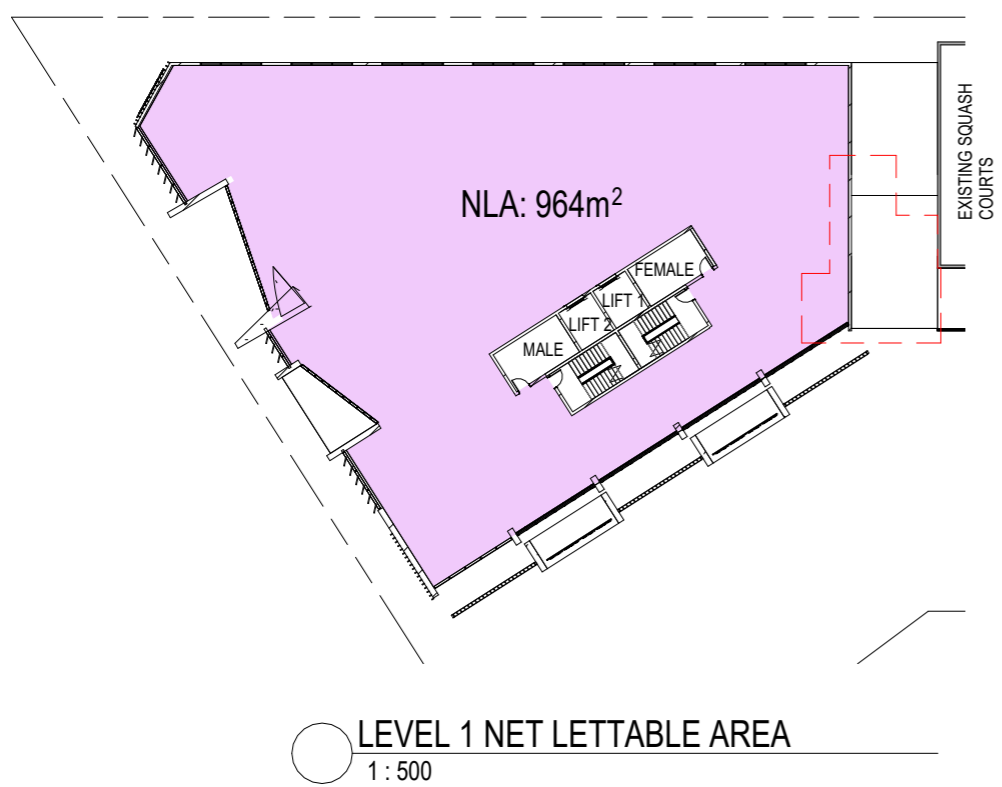 NLA: 964m²
EXISTING SQUASH
COURTS
FEMALE
LIFT 1
LIFT 2
MALE
LEVEL 1 NET LETTABLE AREA
1 : 500